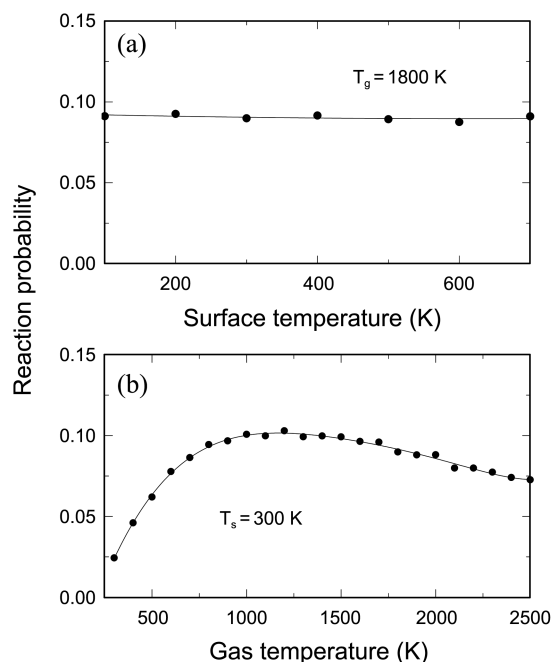 Reaction probability
(a)
T_g = 1800 K
0.15
0.10
0.05
0.00
200
400
600
Surface temperature (K)
(b)
T_s = 300 K
0.15
0.10
0.05
0.00
500
1000
1500
2000
2500
Gas temperature (K)